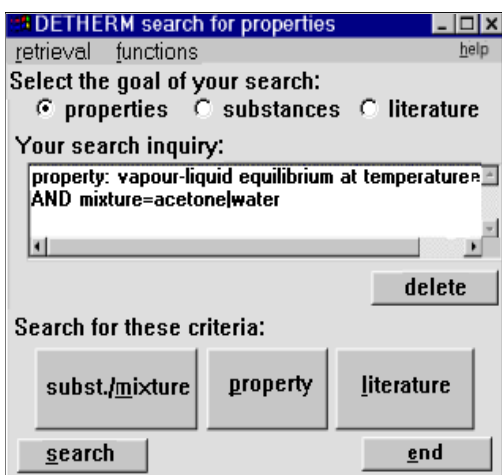 DETHERM search for properties
retrieval functions help
Select the goal of your search:
properties substances literature
Your search inquiry:
property: vapour-liquid equilibrium at temperature=
AND mixture=acetone|water
delete
Search for these criteria:
subst./mixture property literature
search end